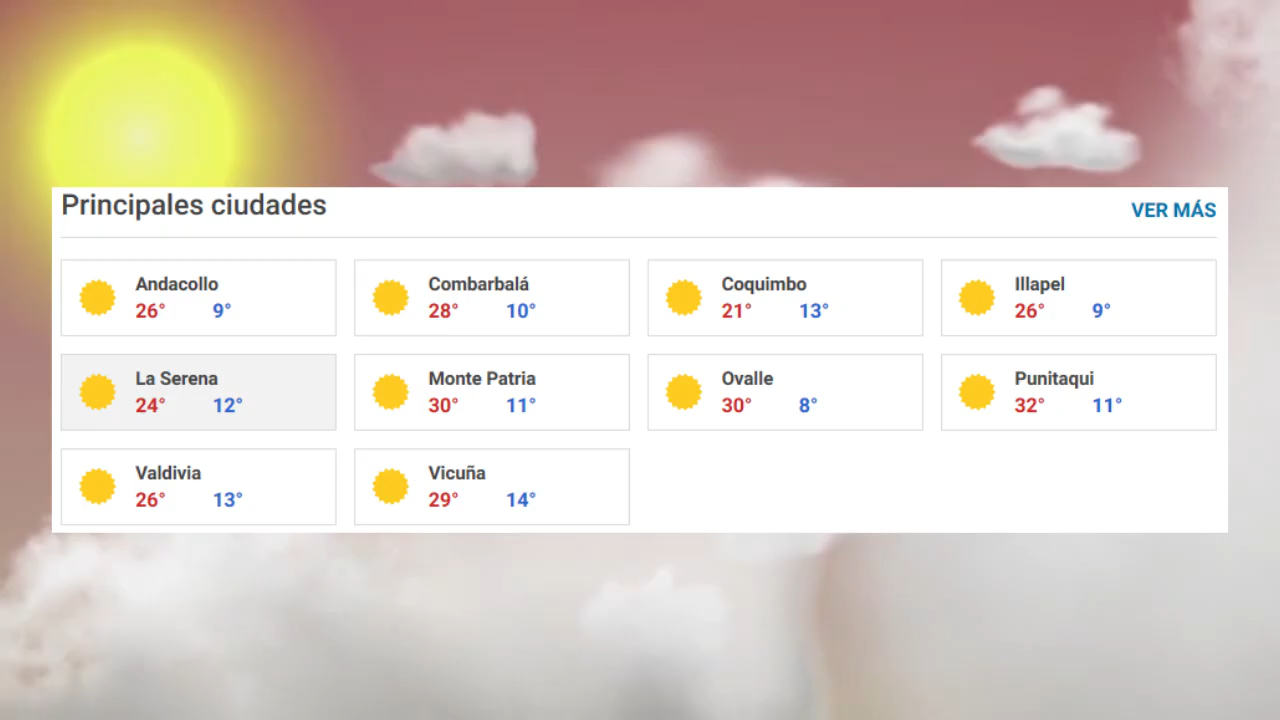 Principales ciudades
VER MÁS
Andacollo
26° 9°
Combarbalá
28° 10°
Coquimbo
21° 13°
Illapel
26° 9°
La Serena
24° 12°
Monte Patria
30° 11°
Ovalle
30° 8°
Punitaqui
32° 11°
Valdivia
26° 13°
Vicuña
29° 14°